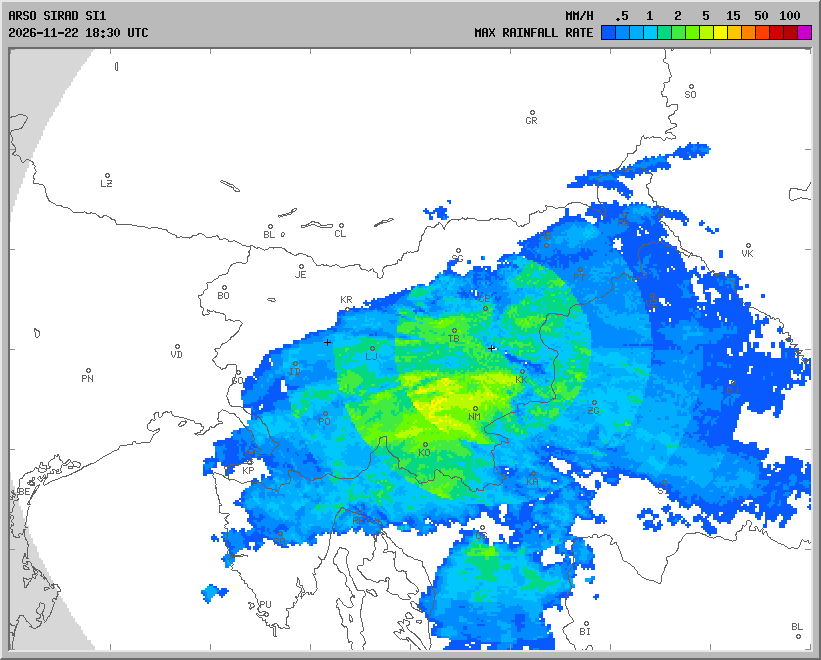 ARSO SIRAD SI1
MM/H .5 1 2 5 15 50 100
2026-11-22 18:30 UTC
MAX RAINFALL RATE
SO
GR
LZ
BL
CL
VK
SG
JE
BO
KR
TB
VD
LJ
PN
KK
GO
ZG
NM
PO
KO
KP
BE
PU
BI
BL